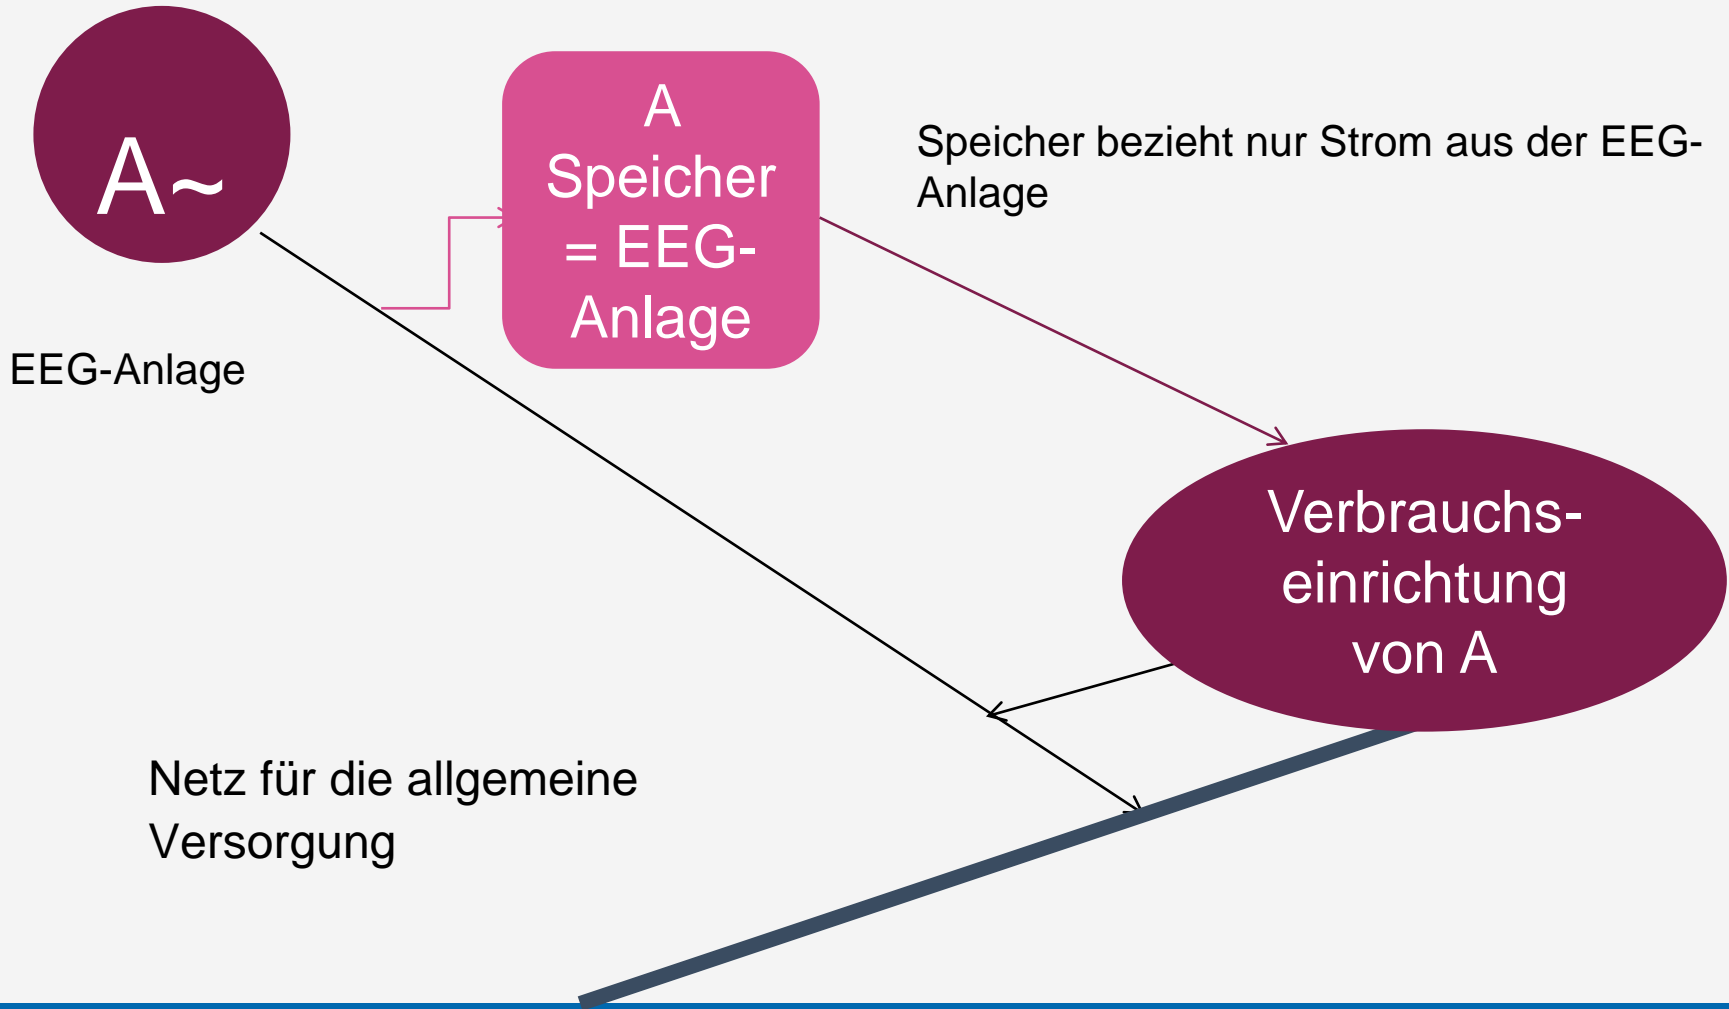 A~
A
Speicher
= EEG-
Anlage
Speicher bezieht nur Strom aus der EEG-
Anlage
EEG-Anlage
Verbrauchs-
einrichtung
von A
Netz für die allgemeine
Versorgung